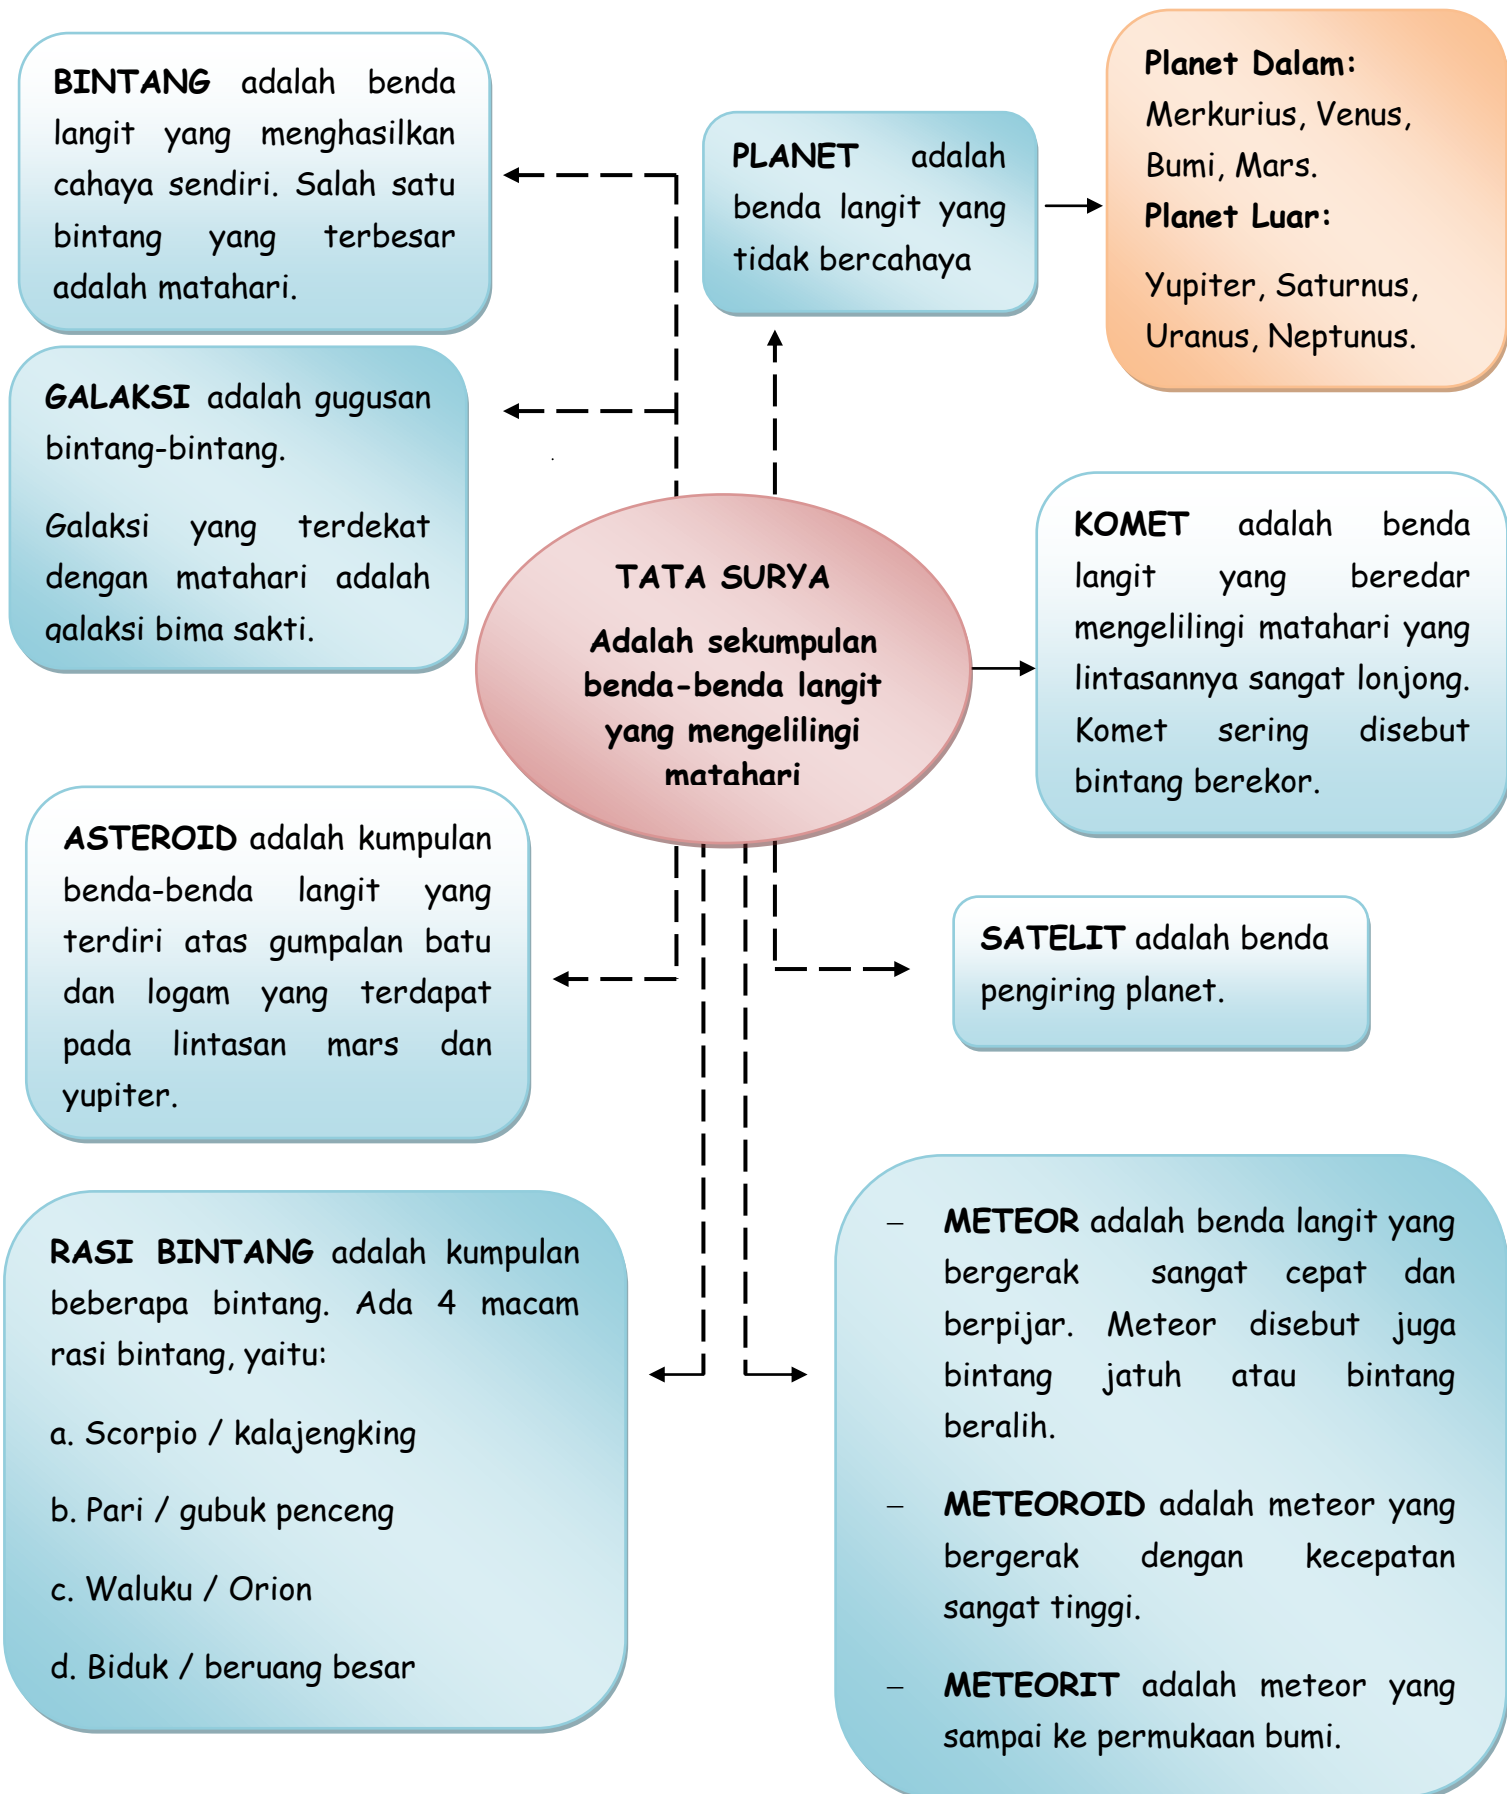 BINTANG adalah benda
langit yang menghasilkan
cahaya sendiri. Salah satu
bintang yang terbesar
adalah matahari.
PLANET adalah
benda langit yang
tidak bercahaya
Planet Dalam:
Merkurius, Venus,
Bumi, Mars.
Planet Luar:
Yupiter, Saturnus,
Uranus, Neptunus.
GALAKSI adalah gugusan
bintang-bintang.
Galaksi yang terdekat
dengan matahari adalah
galaksi bima sakti.
TATA SURYA
Adalah sekumpulan
benda-benda langit
yang mengelilingi
matahari
KOMET adalah benda
langit yang beredar
mengelilingi matahari yang
lintasannya sangat lonjong.
Komet sering disebut
bintang berekor.
ASTEROID adalah kumpulan
benda-benda langit yang
terdiri atas gumpalan batu
dan logam yang terdapat
pada lintasan mars dan
yupiter.
SATELIT adalah benda
pengiring planet.
RASI BINTANG adalah kumpulan
beberapa bintang. Ada 4 macam
rasi bintang, yaitu:
a. Scorpio / kalajengking
b. Pari / gubuk penceng
c. Waluku / Orion
d. Biduk / beruang besar
– METEOR adalah benda langit yang
bergerak sangat cepat dan
berpijar. Meteor disebut juga
bintang jatuh atau bintang
beralih.
– METEOROID adalah meteor yang
bergerak dengan kecepatan
sangat tinggi.
– METEORIT adalah meteor yang
sampai ke permukaan bumi.